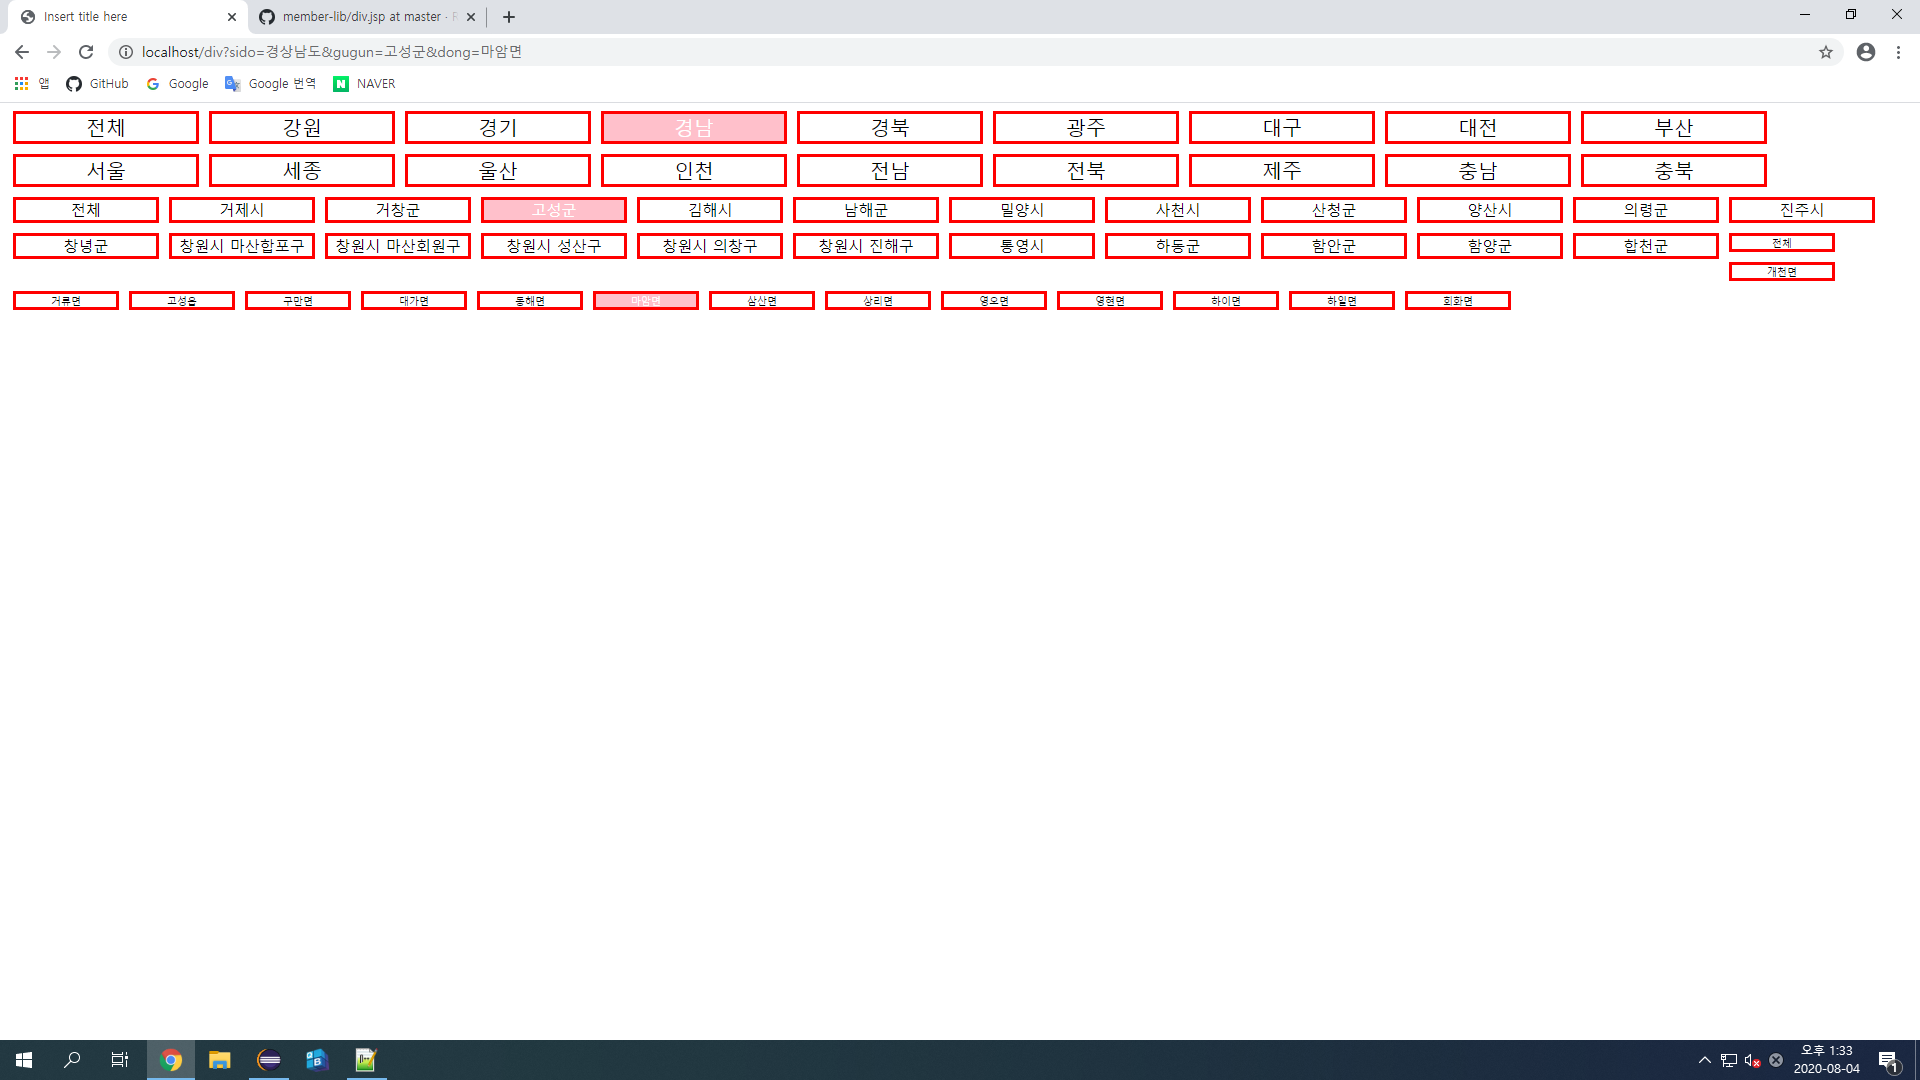 Insert title here
member-lib/div.jsp at master · R
localhost/div?sido=경상남도&gugun=고성군&dong=마암면
앱 GitHub Google Google 번역 NAVER
전체 강원 경기 경남 경북 광주 대구 대전 부산
서울 세종 울산 인천 전남 전북 제주 충남 충북
전체 거제시 거창군 고성군 김해시 남해군 밀양시 사천시 산청군 양산시 의령군 진주시
창녕군 창원시 마산합포구 창원시 마산회원구 창원시 성산구 창원시 의창구 창원시 진해구 통영시 하동군 함안군 함양군 합천군 전체
개천면
거류면 고성읍 구만면 대가면 동해면 마암면 삼산면 상리면 영오면 영현면 하이면 하일면 회화면
오후 1:33
2020-08-04
1